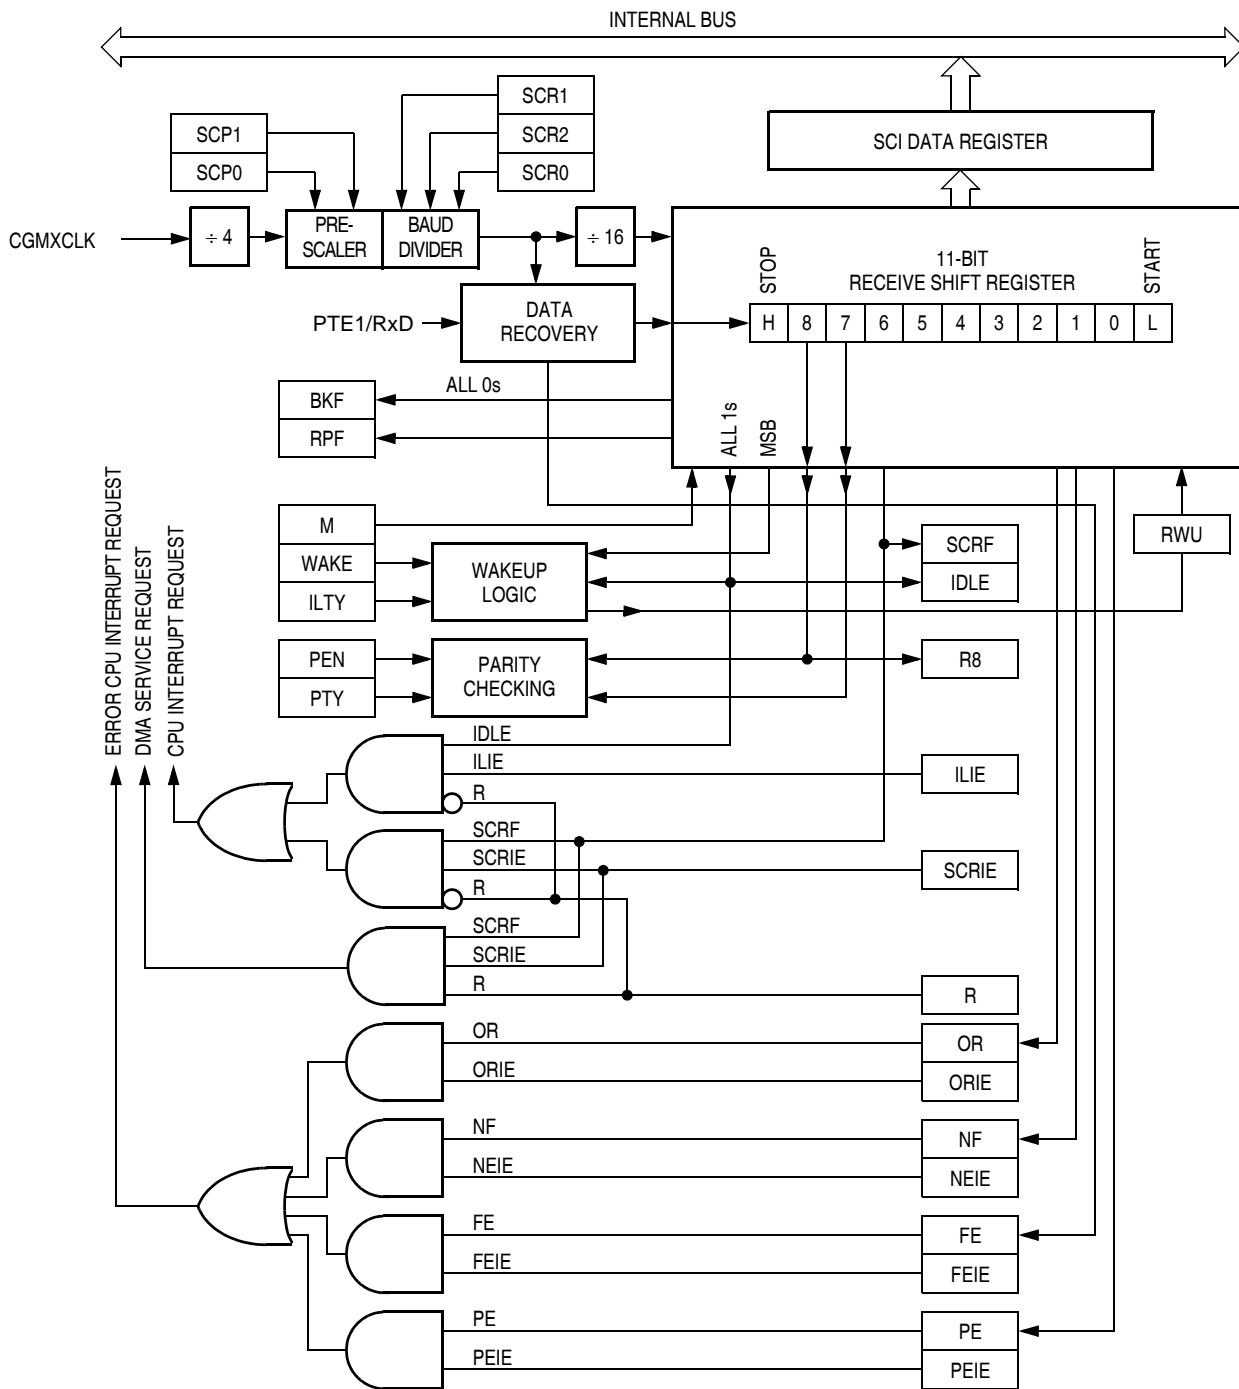 INTERNAL BUS
SCR1
SCR2
SCR0
SCP1
SCP0
SCI DATA REGISTER
CGMXCLK
÷ 4
PRE-
SCALER
BAUD
DIVIDER
÷ 16
STOP
11-BIT
RECEIVE SHIFT REGISTER
START
PTE1/RxD
DATA
RECOVERY
H 8 7 6 5 4 3 2 1 0 L
ALL 0s
BKF
RPF
ALL 1s
MSB
M
WAKE
ILTY
WAKEUP
LOGIC
SCRF
IDLE
RWU
PEN
PTY
PARITY
CHECKING
R8
ERROR CPU INTERRUPT REQUEST
DMA SERVICE REQUEST
CPU INTERRUPT REQUEST
IDLE
ILIE
R
ILIE
SCRF
SCRIE
R
SCRIE
SCRF
SCRIE
R
R
OR
ORIE
OR
ORIE
NF
NEIE
NF
NEIE
FE
FEIE
FE
FEIE
PE
PEIE
PE
PEIE